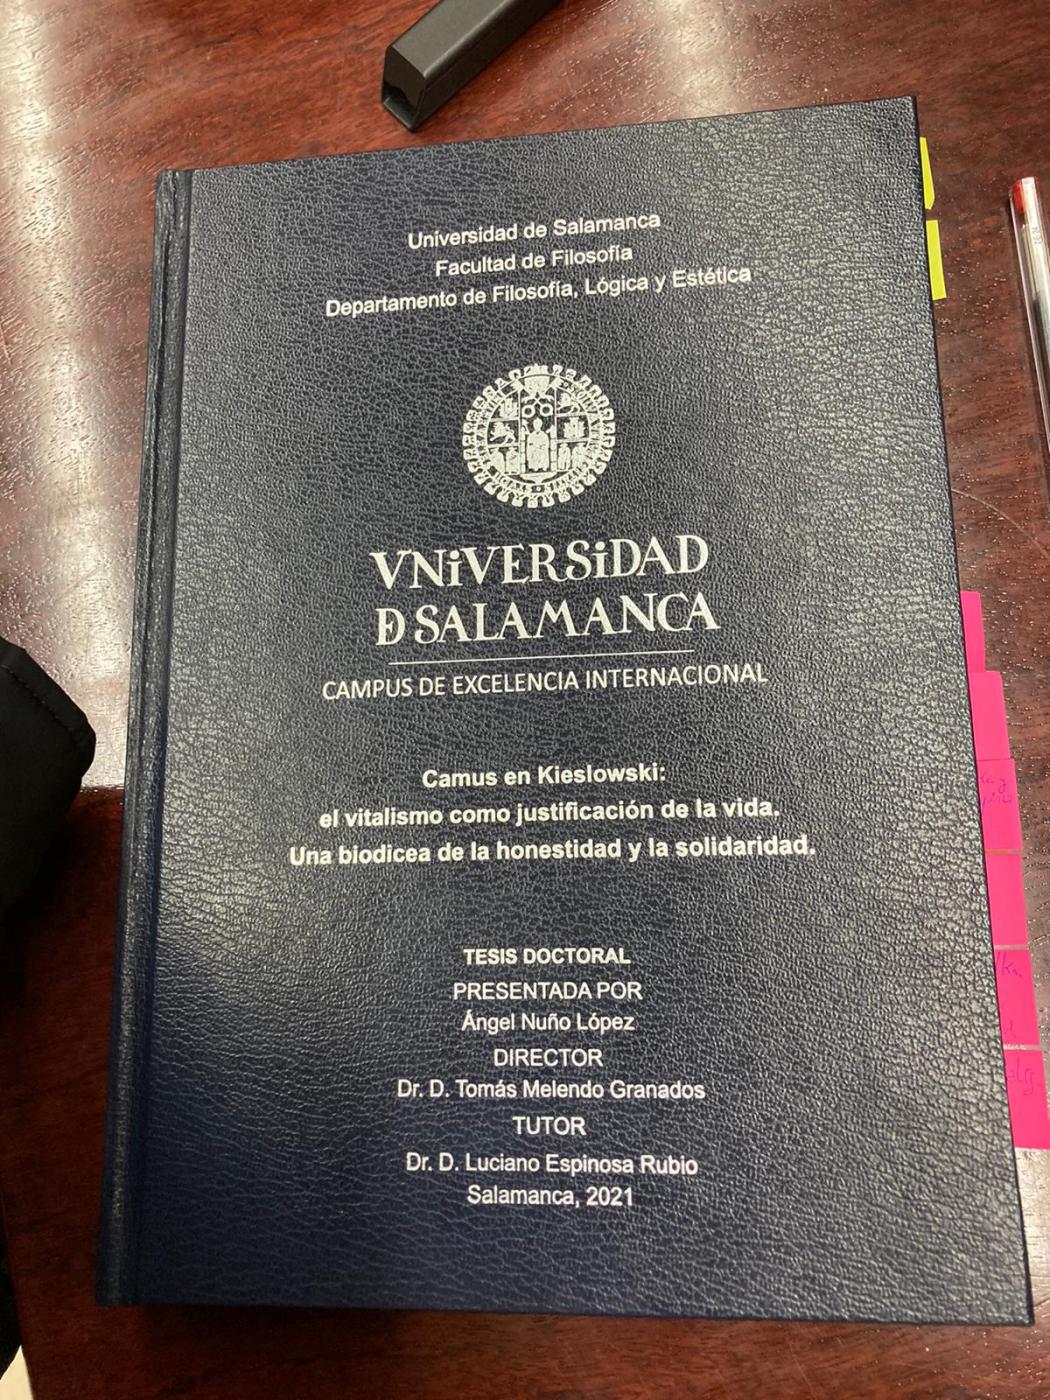 Universidad de Salamanca
Facultad de Filosofía
Departamento de Filosofía, Lógica y Estética
VNiVERSiDAD
D SALAMANCA
CAMPUS DE EXCELENCIA INTERNACIONAL
Camus en Kieslowski:
el vitalismo como justificación de la vida.
Una biodicea de la honestidad y la solidaridad.
TESIS DOCTORAL
PRESENTADA POR
Ángel Nuño López
DIRECTOR
Dr. D. Tomás Melendo Granados
TUTOR
Dr. D. Luciano Espinosa Rubio
Salamanca, 2021